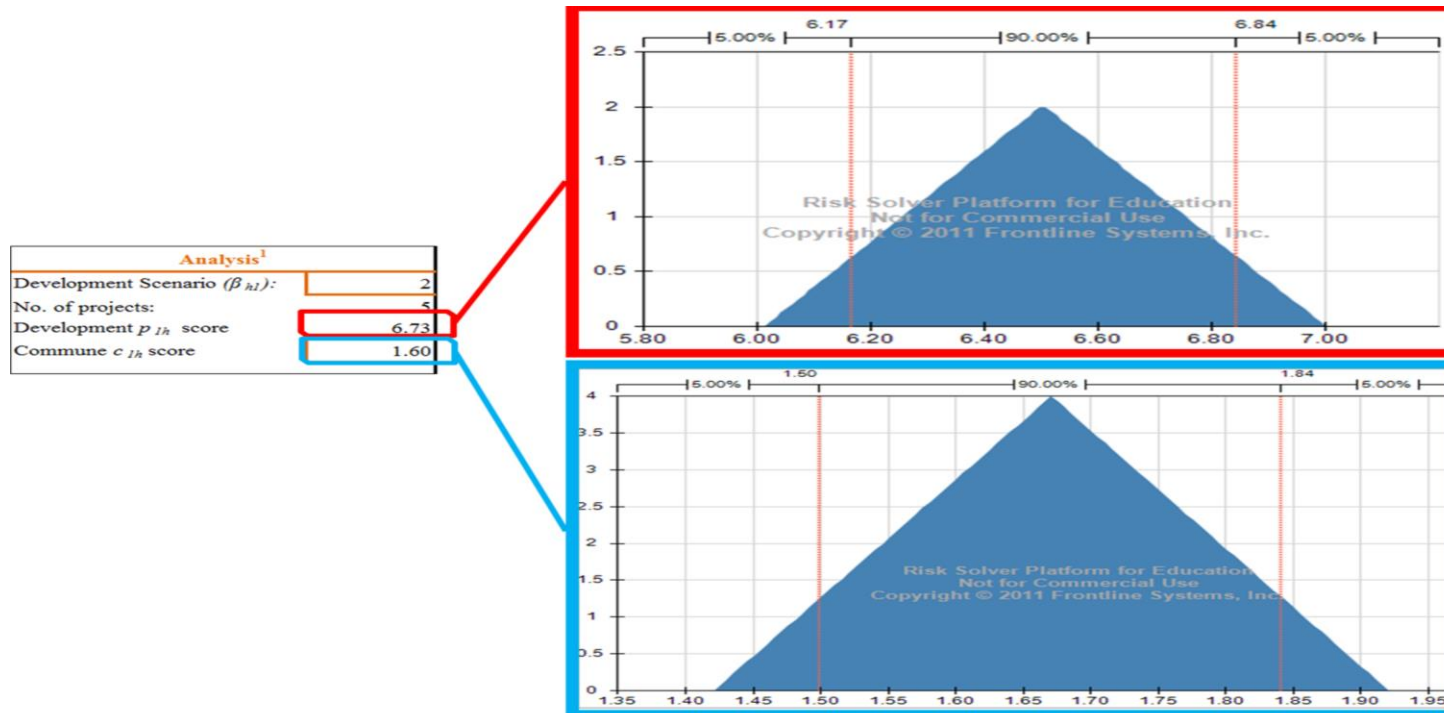 Analysis1
Development Scenario (β h1): 2
No. of projects: 5
Development p 1h score 6.73
Commune c 1h score 1.60
6.17 6.84
5.00% 90.00% 5.00%
2.5
2
1.5
1
0.5
0
Risk Solver Platform for Education
Not for Commercial Use
Copyright © 2011 Frontline Systems, Inc.
5.80 6.00 6.20 6.40 6.60 6.80 7.00
1.50 1.84
5.00% 90.00% 5.00%
4
3.5
3
2.5
2
1.5
1
0.5
0
Risk Solver Platform for Education
Not for Commercial Use
Copyright © 2011 Frontline Systems, Inc.
1.35 1.40 1.45 1.50 1.55 1.60 1.65 1.70 1.75 1.80 1.85 1.90 1.95